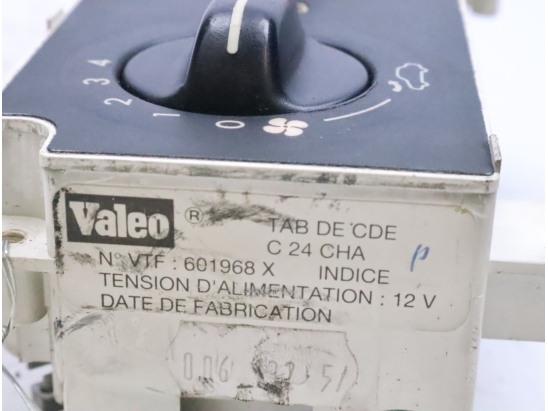 4
3
2
1
0
Valeo ® TAB DE CDE
C 24 CHA
N° VTF : 601968 X INDICE P
TENSION D'ALIMENTATION : 12 V
DATE DE FABRICATION